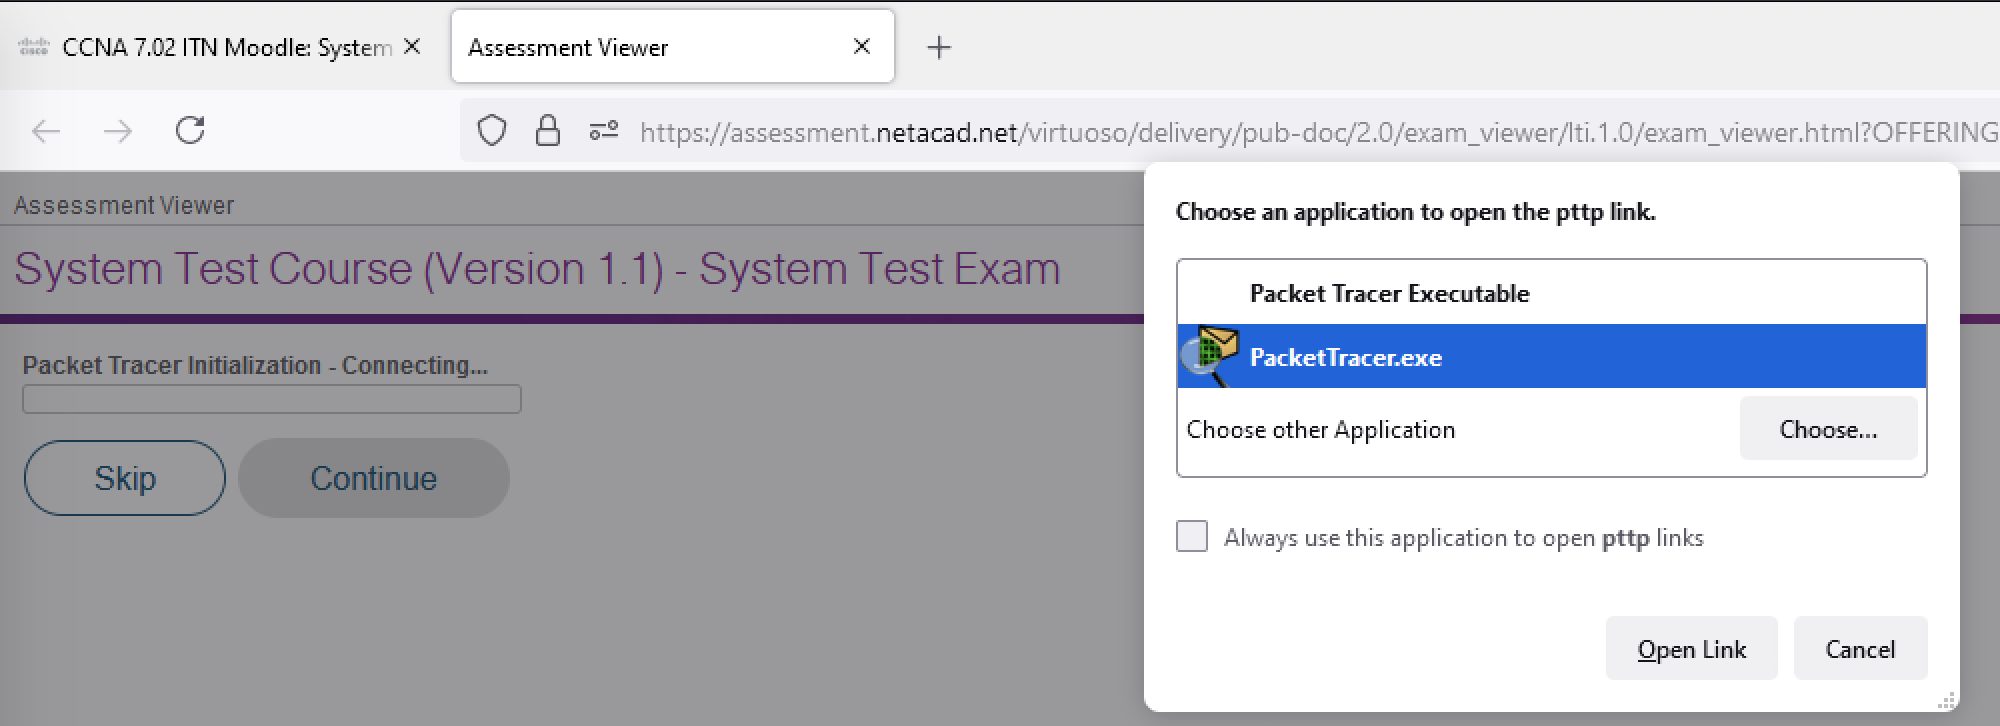 CISCO CCNA 7.02 ITN Moodle: System
Assessment Viewer
https://assessment.netacad.net/virtuoso/delivery/pub-doc/2.0/exam_viewer/lti.1.0/exam_viewer.html?OFFERING
Assessment Viewer
System Test Course (Version 1.1) - System Test Exam
Packet Tracer Initialization - Connecting...
Skip
Continue
Choose an application to open the pttp link.
Packet Tracer Executable
PacketTracer.exe
Choose other Application
Choose...
Always use this application to open pttp links
Open Link
Cancel